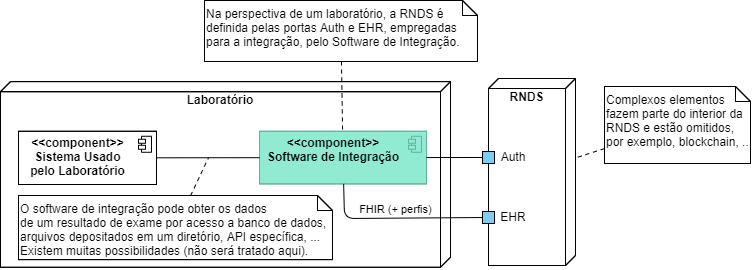 Na perspectiva de um laboratório, a RNDS é
definida pelas portas Auth e EHR, empregadas
para a integração, pelo Software de Integração.
Laboratório
RNDS
Complexos elementos
fazem parte do interior da
RNDS e estão omitidos,
por exemplo, blockchain, ...
<<component>>
Sistema Usado
pelo Laboratório
<<component>>
Software de Integração
Auth
FHIR (+ perfis)
EHR
O software de integração pode obter os dados
de um resultado de exame por acesso a banco de dados,
arquivos depositados em um diretório, API específica, ...
Existem muitas possibilidades (não será tratado aqui).